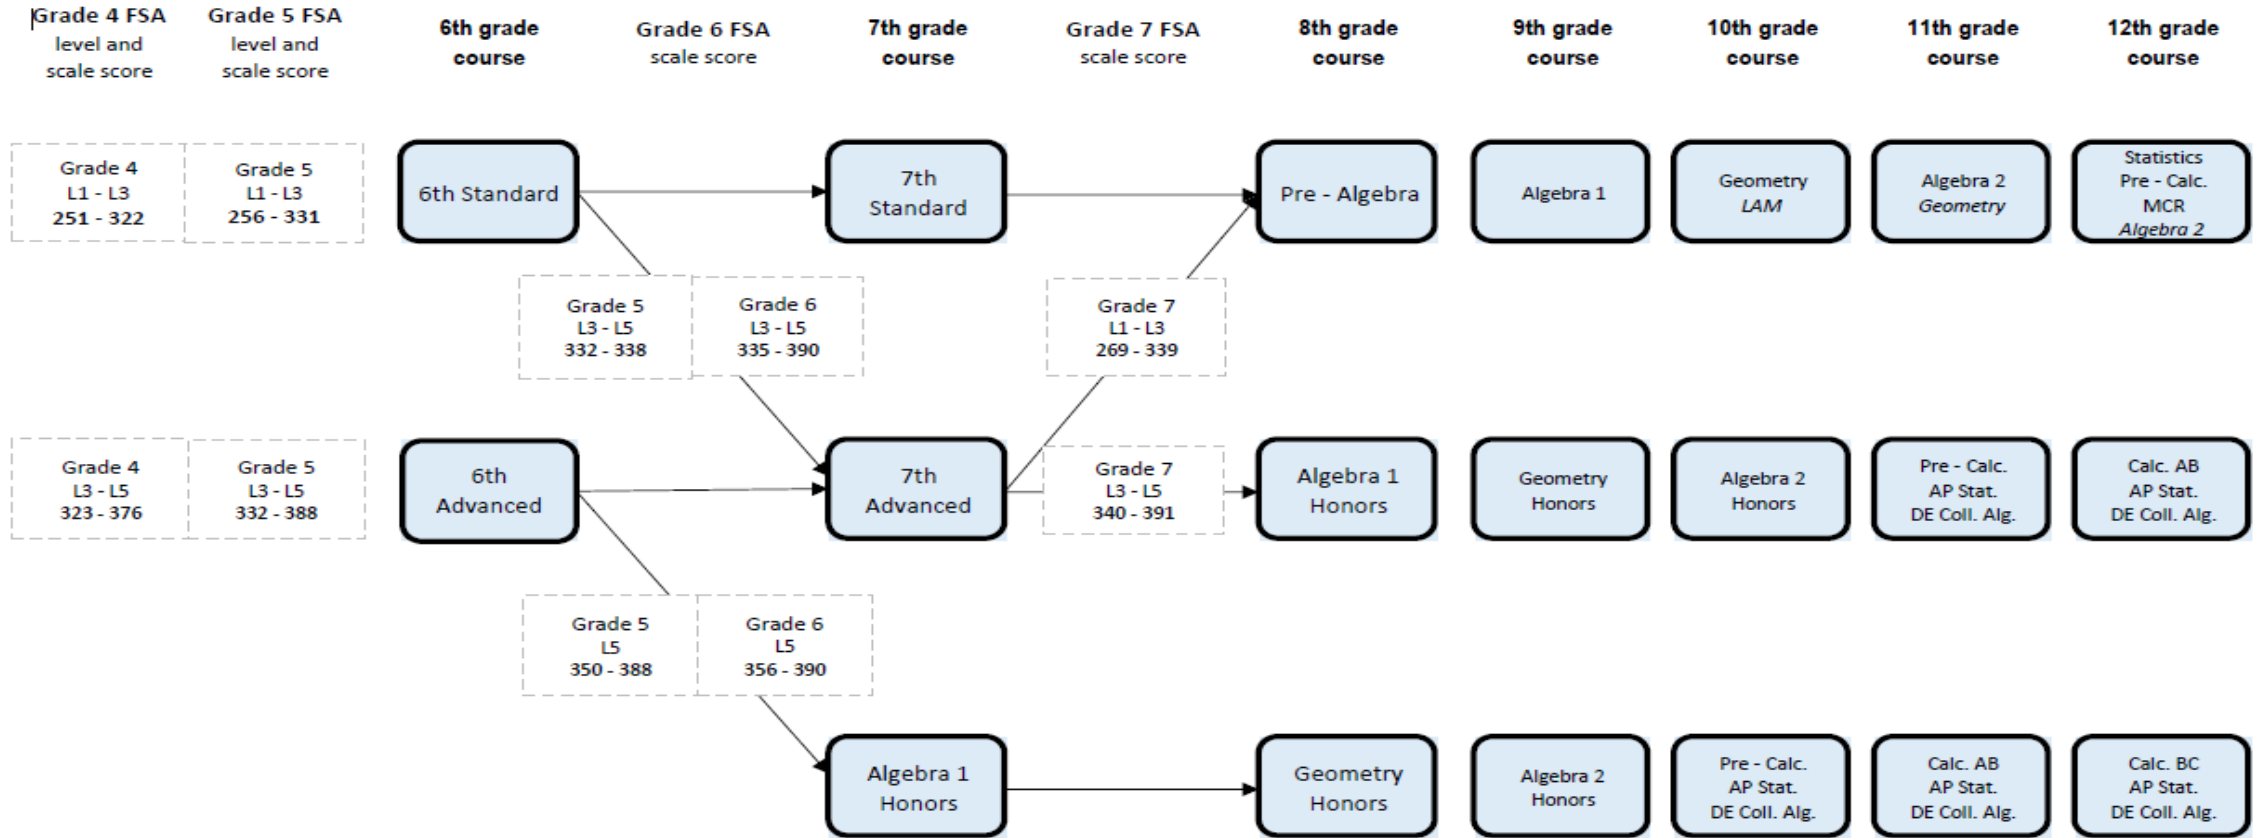 Grade 4 FSA
level and
scale score
Grade 5 FSA
level and
scale score
6th grade
course
Grade 6 FSA
scale score
7th grade
course
Grade 7 FSA
scale score
8th grade
course
9th grade
course
10th grade
course
11th grade
course
12th grade
course
Grade 4
L1 - L3
251 - 322
Grade 5
L1 - L3
256 - 331
6th Standard
7th
Standard
Pre - Algebra
Algebra 1
Geometry
LAM
Algebra 2
Geometry
Statistics
Pre - Calc.
MCR
Algebra 2
Grade 5
L3 - L5
332 - 338
Grade 6
L3 - L5
335 - 390
Grade 7
L1 - L3
269 - 339
Grade 4
L3 - L5
323 - 376
Grade 5
L3 - L5
332 - 388
6th
Advanced
7th
Advanced
Grade 7
L3 - L5
340 - 391
Algebra 1
Honors
Geometry
Honors
Algebra 2
Honors
Pre - Calc.
AP Stat.
DE Coll. Alg.
Calc. AB
AP Stat.
DE Coll. Alg.
Grade 5
L5
350 - 388
Grade 6
L5
356 - 390
Algebra 1
Honors
Geometry
Honors
Algebra 2
Honors
Pre - Calc.
AP Stat.
DE Coll. Alg.
Calc. AB
AP Stat.
DE Coll. Alg.
Calc. BC
AP Stat.
DE Coll. Alg.